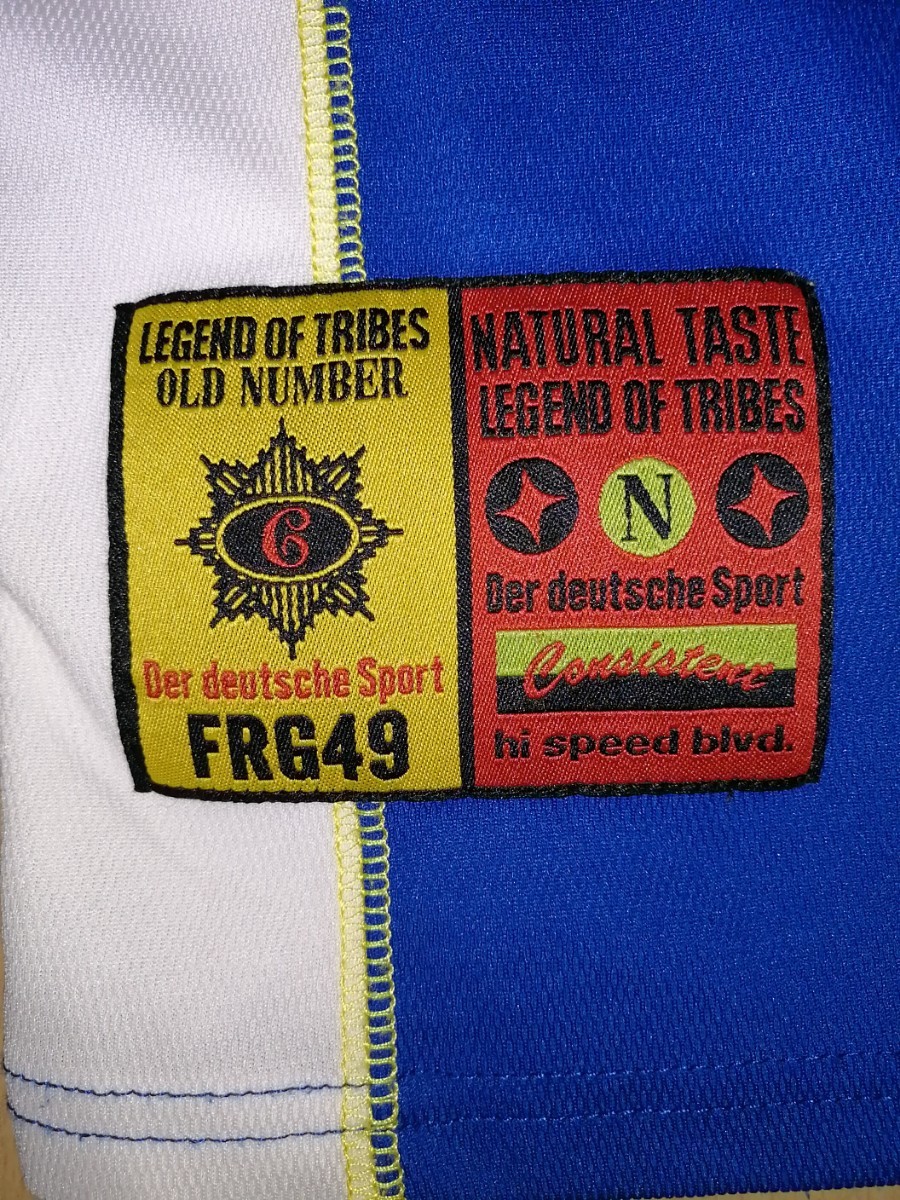 LEGEND OF TRIBES
OLD NUMBER
C
Der deutsche Sport
FRG49
NATURAL TASTE
LEGEND OF TRIBES
N
Der deutsche Sport
Consistent
hi speed blvd.